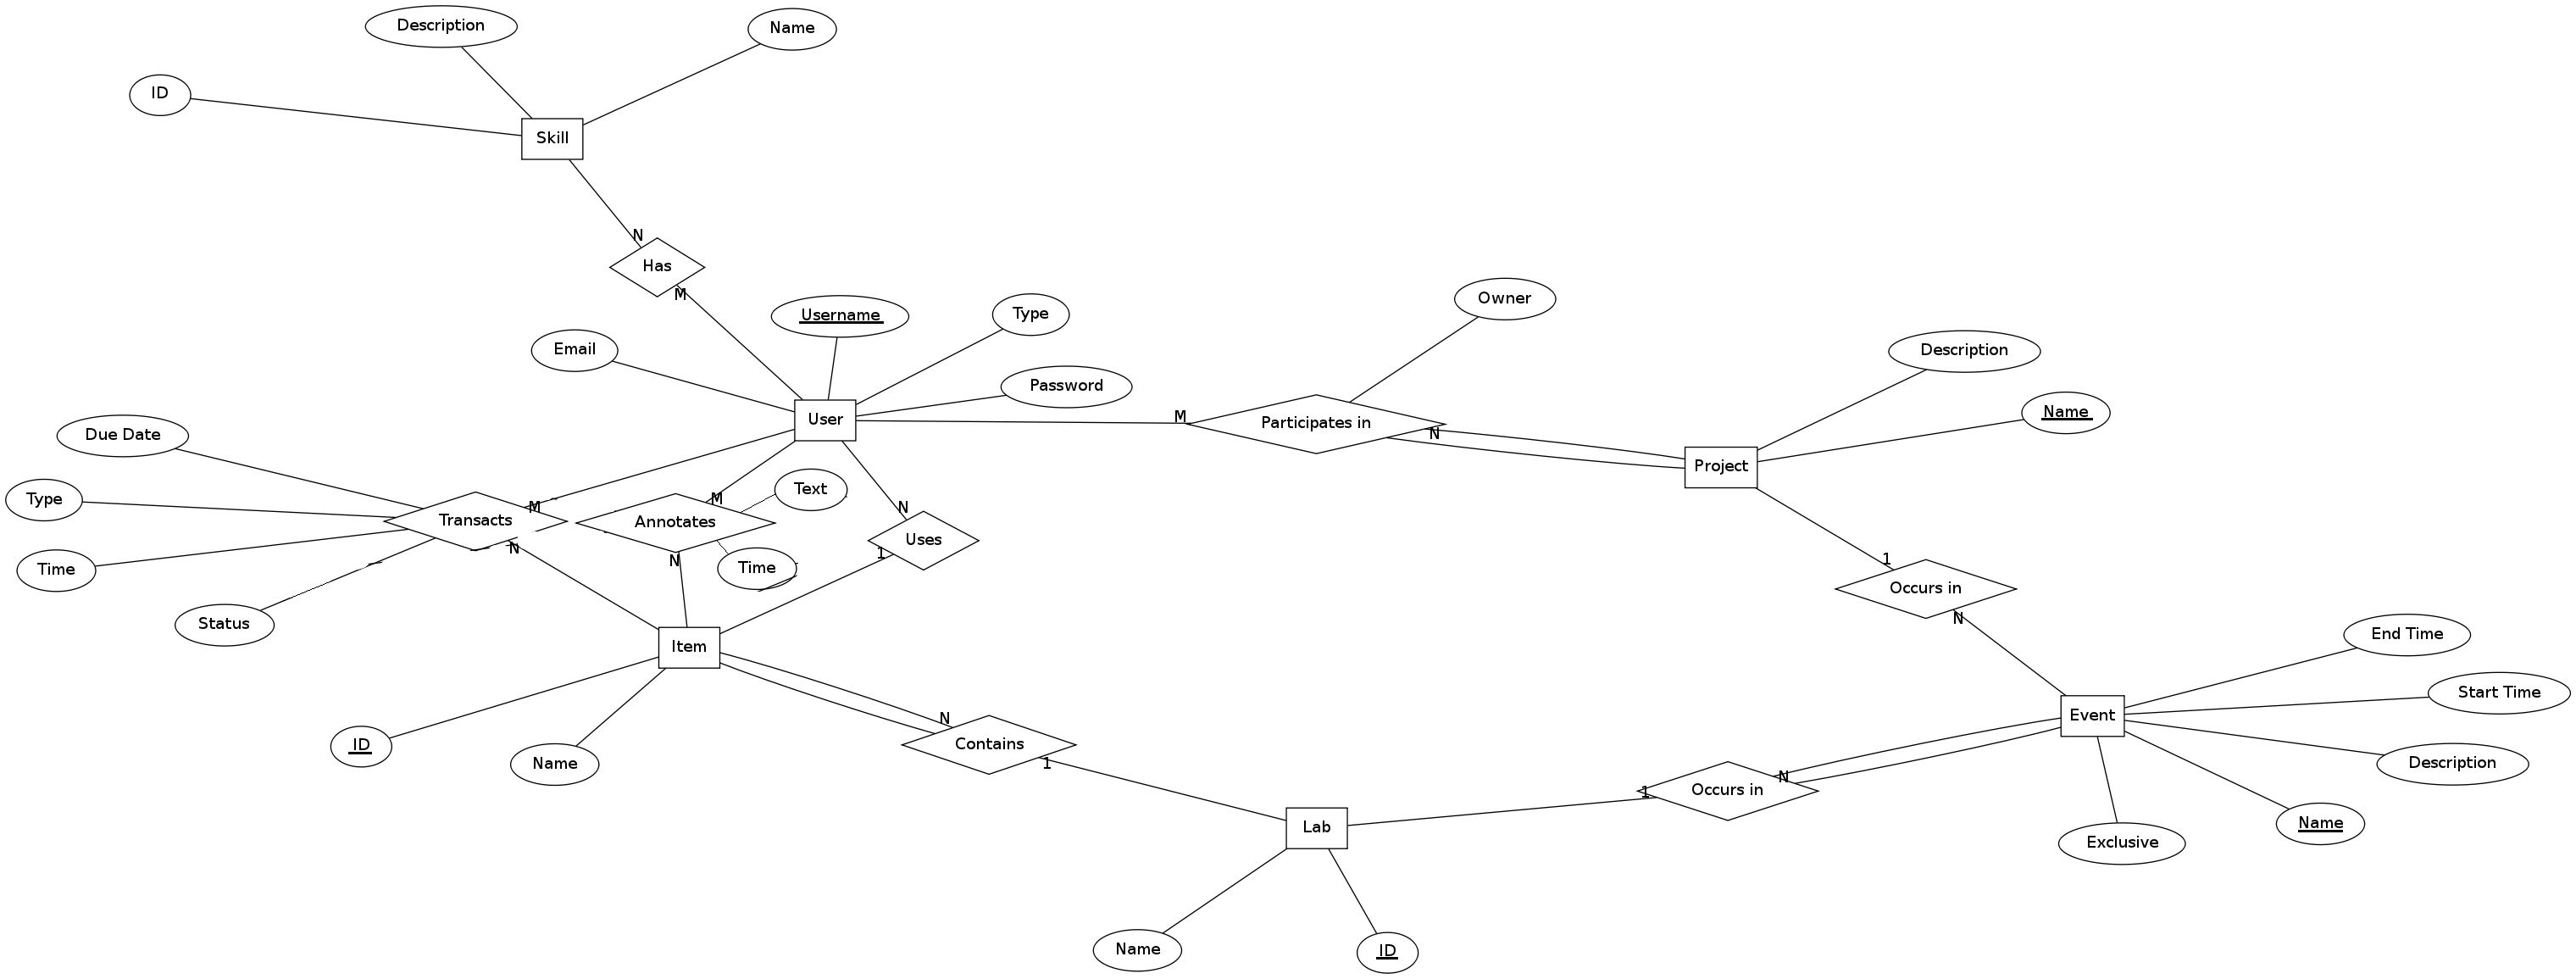 Description
Name
ID
Skill
N
Has
M
Owner
Username
Type
Email
Description
Password
Name
User
M
Participates in
N
Due Date
Project
Text
Type
M
M
N
Transacts
Annotates
Uses
N
N
1
1
Time
Time
Occurs in
N
Status
End Time
Item
Start Time
Event
N
ID
Name
Contains
1
Description
N
1
Occurs in
Lab
Name
Exclusive
Name
ID